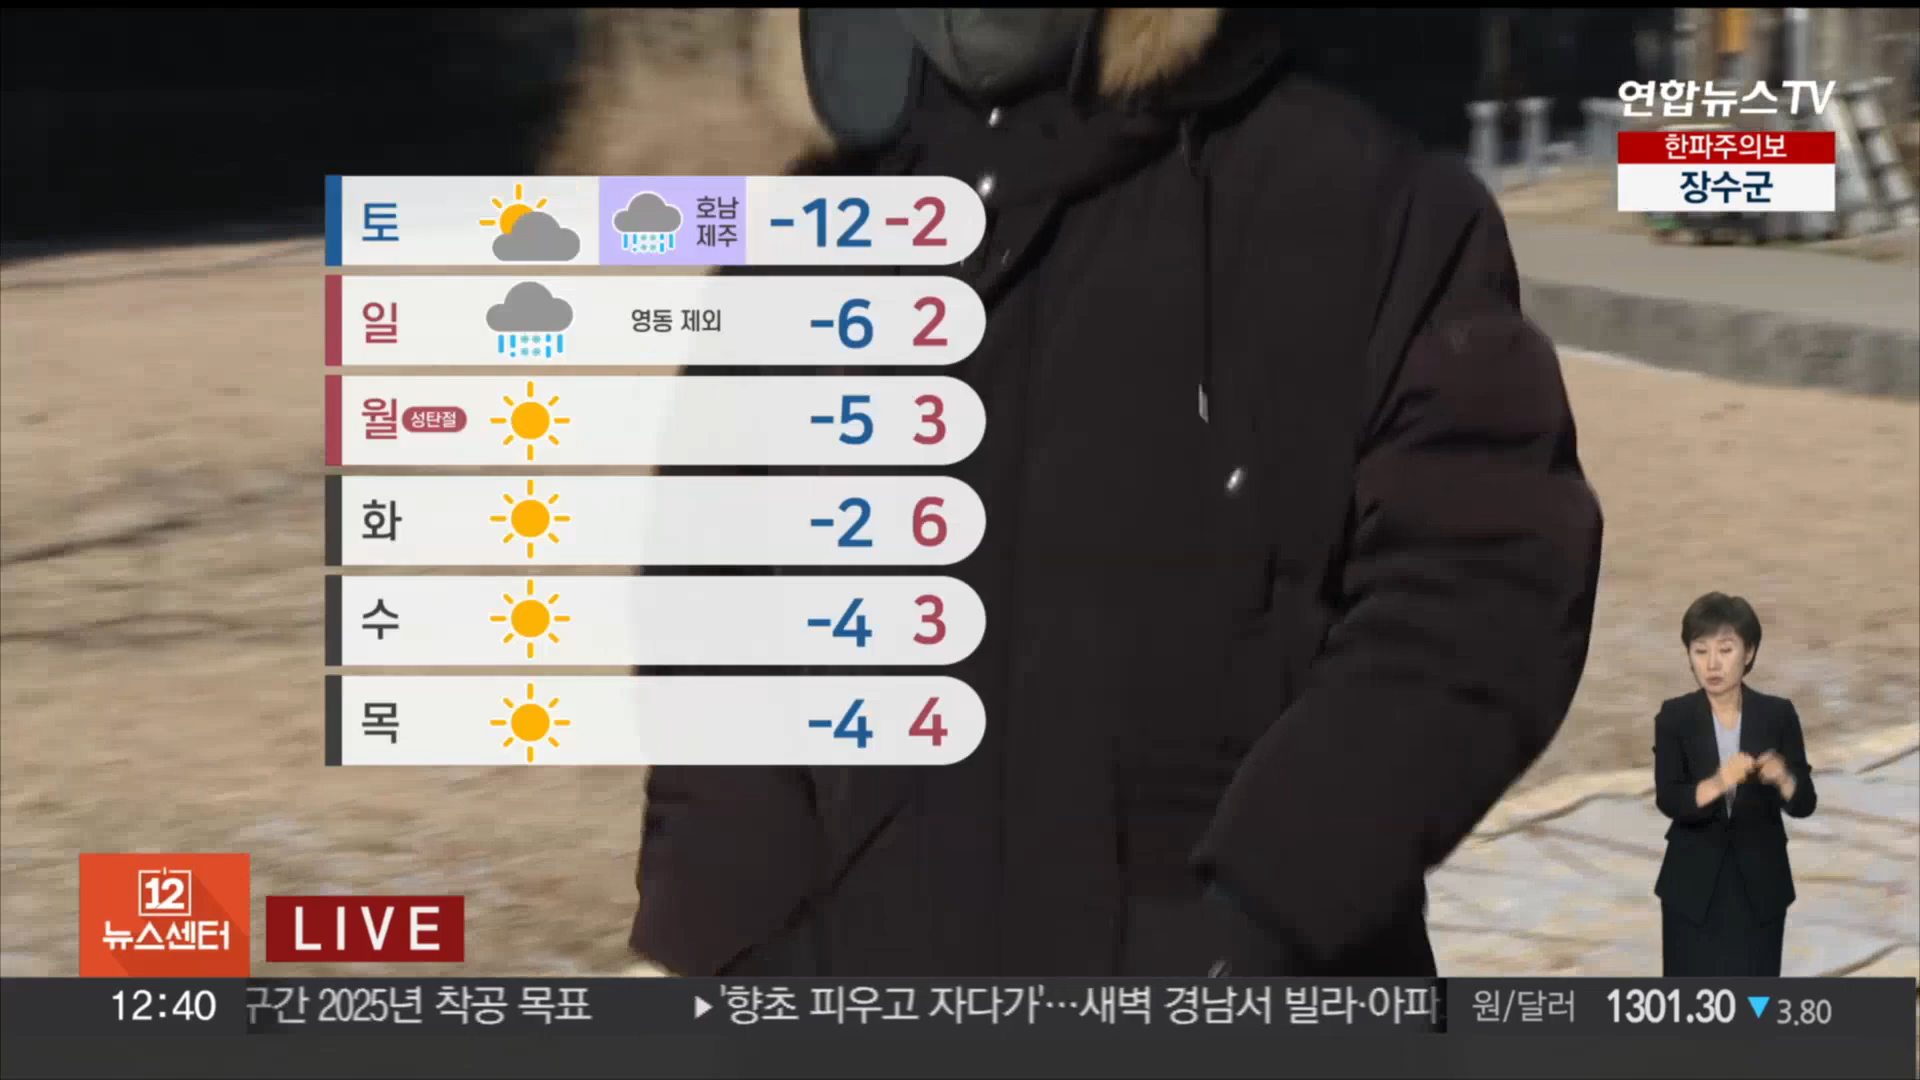 연합뉴스TV
한파주의보
장수군
토 호남 제주 -12 -2
일 영동 제외 -6 2
월 성탄절 -5 3
화 -2 6
수 -4 3
목 -4 4
12
뉴스센터
LIVE
12:40 구간 2025년 착공 목표 ▶'향초 피우고 자다가'…새벽 경남서 빌라·아파 원/달러 1301.30 ▼3.80